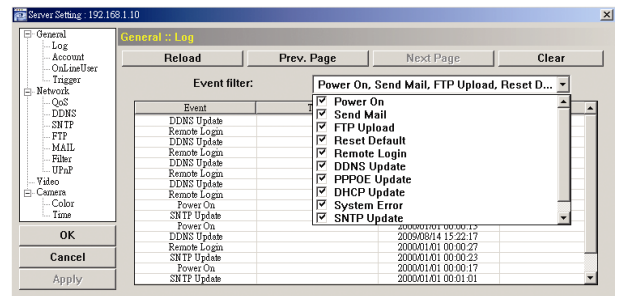 Server Setting : 192.168.1.10
General
Log
Account
OnLineUser
Trigger
Network
QoS
DDNS
SNTP
FTP
MAIL
Filter
UPnP
Video
Camera
Color
Time
OK
Cancel
Apply
General :: Log
Reload Prev. Page Next Page Clear
Event filter: Power On, Send Mail, FTP Upload, Reset D...
Power On
Send Mail
FTP Upload
Reset Default
Remote Login
DDNS Update
PPPOE Update
DHCP Update
System Error
SNTP Update
Event
DDNS Update
Remote Login
DDNS Update
Remote Login
DDNS Update
Remote Login
DDNS Update
Remote Login
Power On
SNTP Update
Power On 2000/01/01 00:00:15
DDNS Update 2009/08/14 15:22:17
Remote Login 2000/01/01 00:00:27
SNTP Update 2000/01/01 00:00:23
Power On 2000/01/01 00:00:17
SNTP Update 2000/01/01 00:01:01